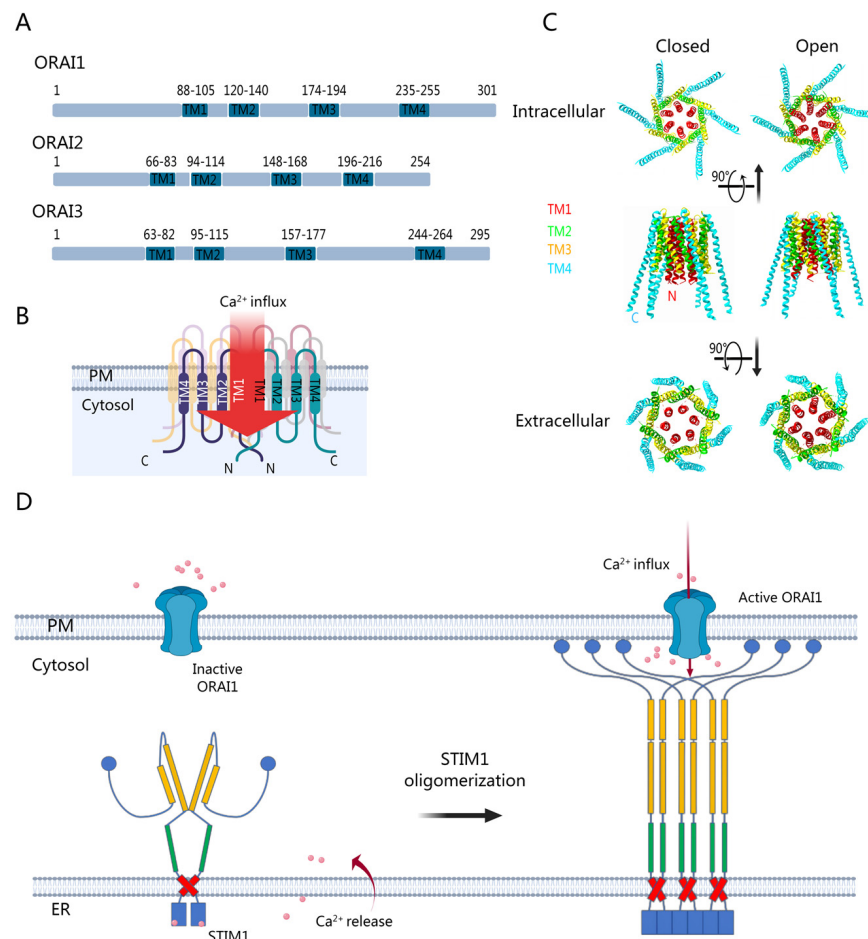 A
ORAI1
1 88-105 120-140 174-194 235-255 301
TM1 TM2 TM3 TM4
ORAI2
1 66-83 94-114 148-168 196-216 254
TM1 TM2 TM3 TM4
ORAI3
1 63-82 95-115 157-177 244-264 295
TM1 TM2 TM3 TM4
B
Ca²⁺ influx
PM
Cytosol
TM4 TM3 TM2 TM1 TM1 TM2 TM3 TM4
C N N C
C
Closed Open
Intracellular
90°
TM1
TM2
TM3
TM4
N
C
90°
Extracellular
D
Ca²⁺ influx
Active ORAI1
PM
Cytosol
Inactive
ORAI1
STIM1
oligomerization
ER
Ca²⁺ release
STIM1